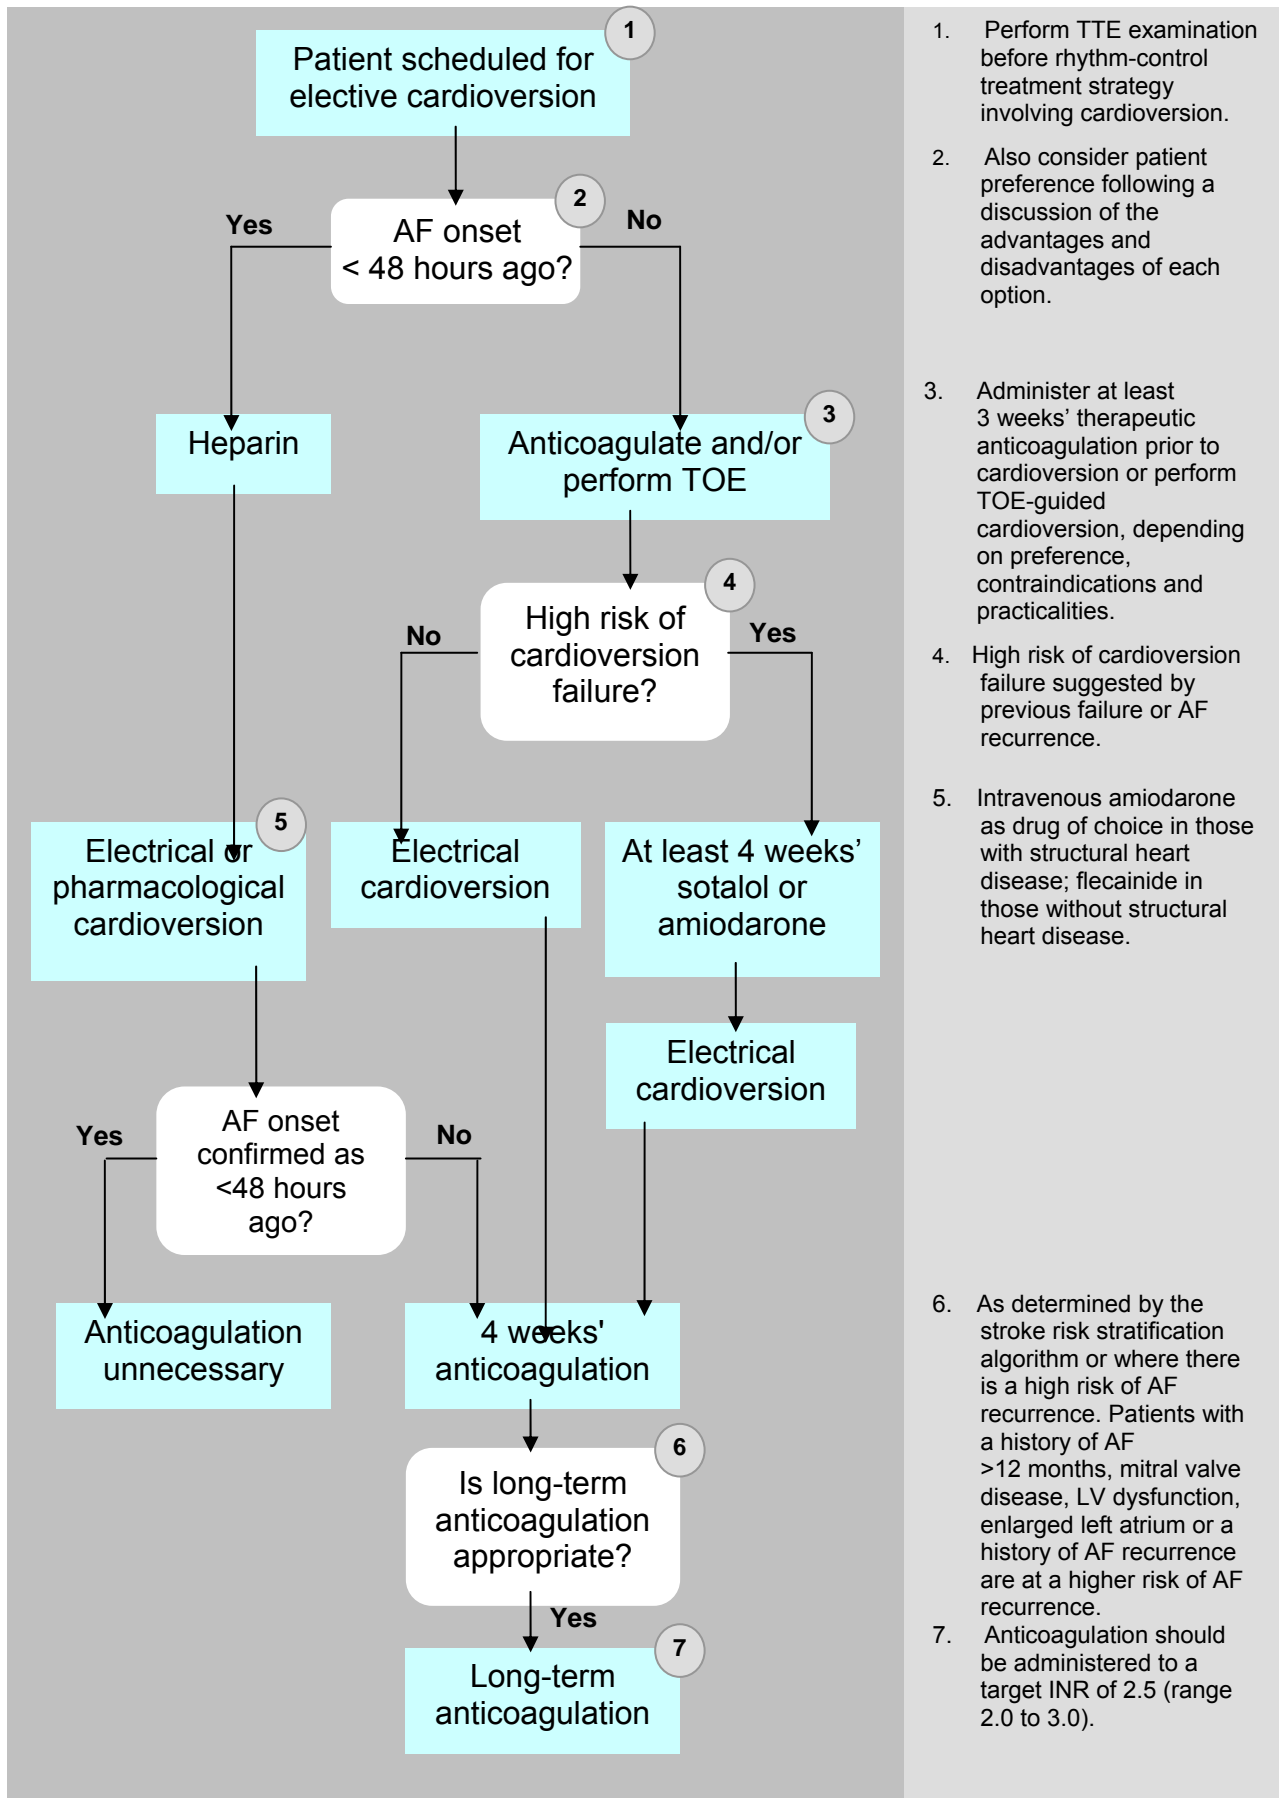 1
Patient scheduled for
elective cardioversion
2
Yes
AF onset
< 48 hours ago?
No
Heparin
3
Anticoagulate and/or
perform TOE
4
No
High risk of
cardioversion
failure?
Yes
5
Electrical or
pharmacological
cardioversion
Electrical
cardioversion
At least 4 weeks’
sotalol or
amiodarone
Electrical
cardioversion
Yes
AF onset
confirmed as
<48 hours
ago?
No
Anticoagulation
unnecessary
4 weeks'
anticoagulation
6
Is long-term
anticoagulation
appropriate?
Yes
7
Long-term
anticoagulation
1. Perform TTE examination
before rhythm-control
treatment strategy
involving cardioversion.
2. Also consider patient
preference following a
discussion of the
advantages and
disadvantages of each
option.
3. Administer at least
3 weeks’ therapeutic
anticoagulation prior to
cardioversion or perform
TOE-guided
cardioversion, depending
on preference,
contraindications and
practicalities.
4. High risk of cardioversion
failure suggested by
previous failure or AF
recurrence.
5. Intravenous amiodarone
as drug of choice in those
with structural heart
disease; flecainide in
those without structural
heart disease.
6. As determined by the
stroke risk stratification
algorithm or where there
is a high risk of AF
recurrence. Patients with
a history of AF
>12 months, mitral valve
disease, LV dysfunction,
enlarged left atrium or a
history of AF recurrence
are at a higher risk of AF
recurrence.
7. Anticoagulation should
be administered to a
target INR of 2.5 (range
2.0 to 3.0).